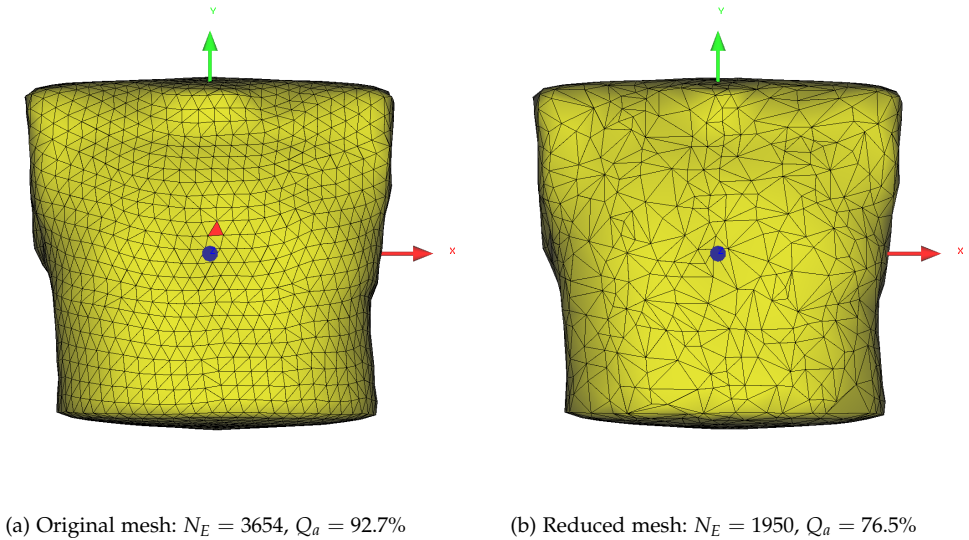 Y
Y
X
X
(a) Original mesh: N_E = 3654, Q_a = 92.7%
(b) Reduced mesh: N_E = 1950, Q_a = 76.5%